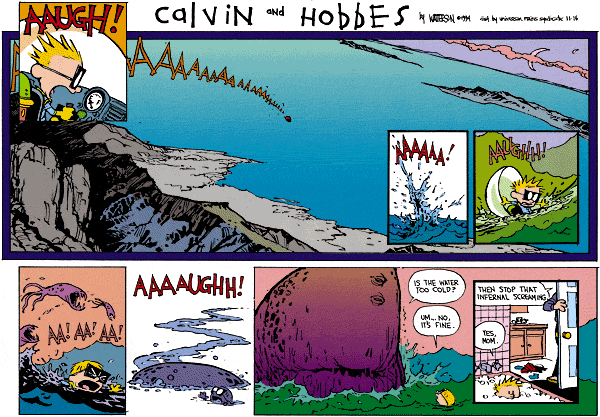 Calvin and Hobbes
by WATTERSON
AAUGH!
AAAAAAAAAAAAAAAA
AAAAA!
AAUGHH!
AA! AA! AA!
AAAAUGHH!
IS THE WATER
TOO COLD?
UM... NO,
IT'S FINE.
THEN STOP THAT
INFERNAL SCREAMING.
YES,
MOM.